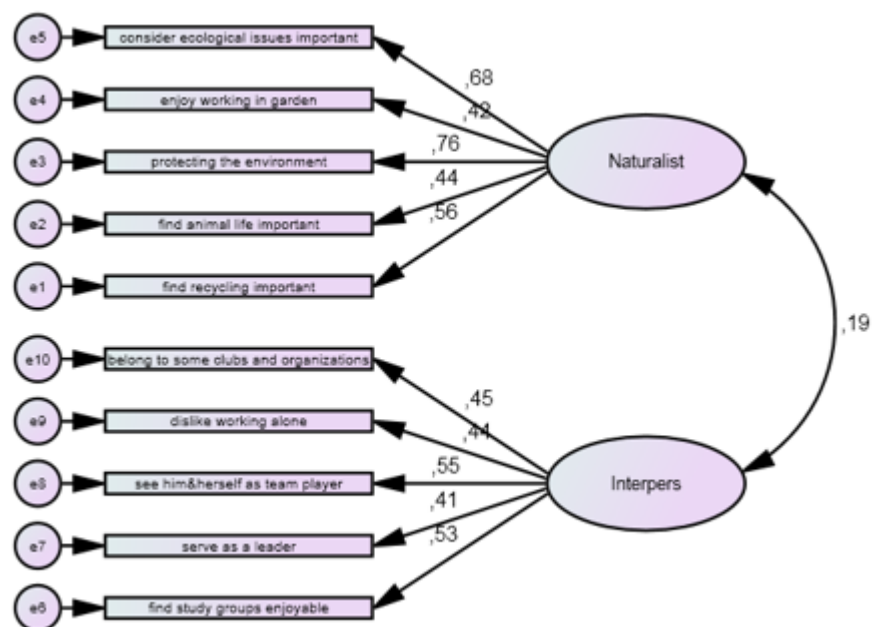 e5
consider ecological issues important
,68
e4
enjoy working in garden
,42
e3
protecting the environment
,76
Naturalist
e2
find animal life important
,44
e1
find recycling important
,56
,19
e10
belong to some clubs and organizations
,45
e9
dislike working alone
,44
e8
see him&herself as team player
,55
Interpers
e7
serve as a leader
,41
e6
find study groups enjoyable
,53